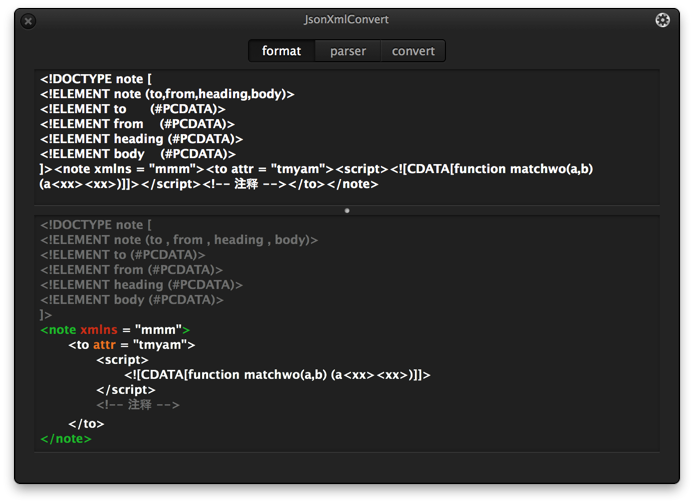 JsonXmlConvert
format parser convert
<!DOCTYPE note [
<!ELEMENT note (to,from,heading,body)>
<!ELEMENT to      (#PCDATA)>
<!ELEMENT from    (#PCDATA)>
<!ELEMENT heading (#PCDATA)>
<!ELEMENT body    (#PCDATA)>
]><note xmlns = "mmm"><to attr = "tmyam"><script><![CDATA[function matchwo(a,b)
(a<xx><xx>)]]></script><!-- 注释 --></to></note>
<!DOCTYPE note [
<!ELEMENT note (to , from , heading , body)>
<!ELEMENT to (#PCDATA)>
<!ELEMENT from (#PCDATA)>
<!ELEMENT heading (#PCDATA)>
<!ELEMENT body (#PCDATA)>
]>
<note xmlns = "mmm">
<to attr = "tmyam">
<script>
<![CDATA[function matchwo(a,b) (a<xx><xx>)]]>
</script>
<!-- 注释 -->
</to>
</note>